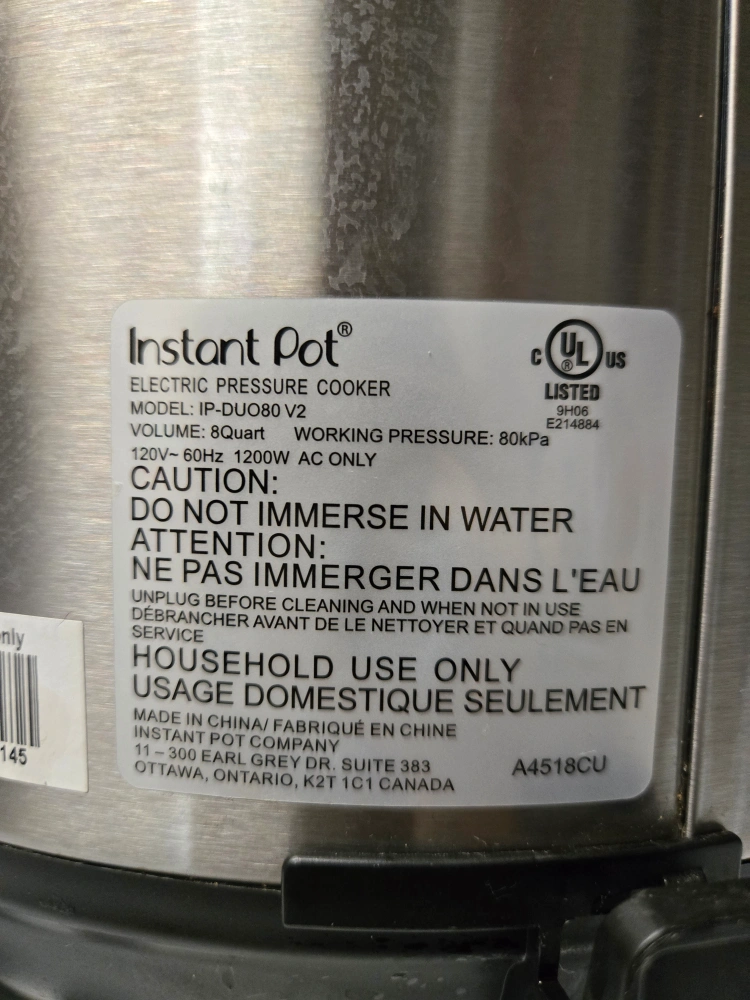 Instant Pot®
C UL® US
ELECTRIC PRESSURE COOKER
LISTED
MODEL: IP-DUO80 V2
9H06
E214884
VOLUME: 8Quart WORKING PRESSURE: 80kPa
120V~ 60Hz 1200W AC ONLY
CAUTION:
DO NOT IMMERSE IN WATER
ATTENTION:
NE PAS IMMERGER DANS L'EAU
UNPLUG BEFORE CLEANING AND WHEN NOT IN USE
DÉBRANCHER AVANT DE LE NETTOYER ET QUAND PAS EN
SERVICE
HOUSEHOLD USE ONLY
USAGE DOMESTIQUE SEULEMENT
MADE IN CHINA/ FABRIQUÉ EN CHINE
INSTANT POT COMPANY
11 – 300 EARL GREY DR. SUITE 383
OTTAWA, ONTARIO, K2T 1C1 CANADA
A4518CU
nly
145